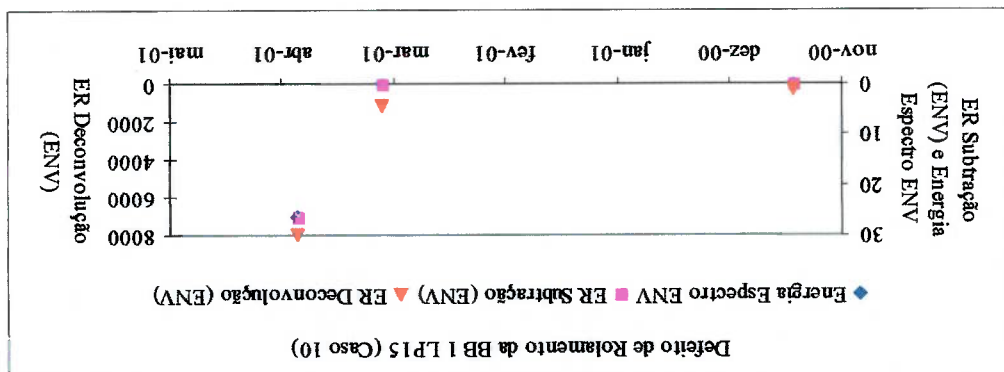 Defeito de Rolamento da BB 1 LP15 (Caso 10)
Energia Espectro ENV ER Subtração (ENV) ER Deconvolução (ENV)
ER Subtração
(ENV) e Energia
Espectro ENV
30
20
10
0
8000
6000
4000
2000
0
ER Deconvolução
(ENV)
nov-00 dez-00 jan-01 fev-01 mar-01 abr-01 mai-01